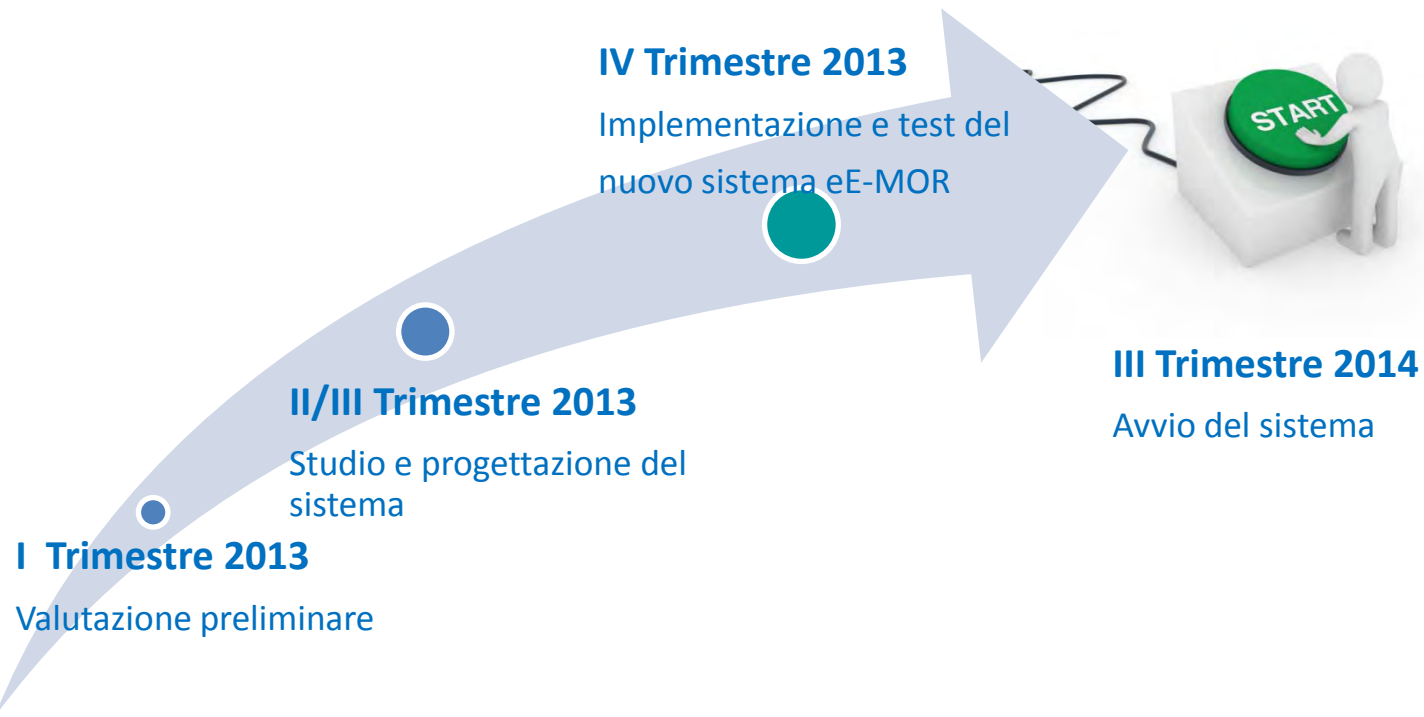 IV Trimestre 2013
Implementazione e test del
nuovo sistema eE-MOR
START
II/III Trimestre 2013
Studio e progettazione del
sistema
III Trimestre 2014
Avvio del sistema
I Trimestre 2013
Valutazione preliminare